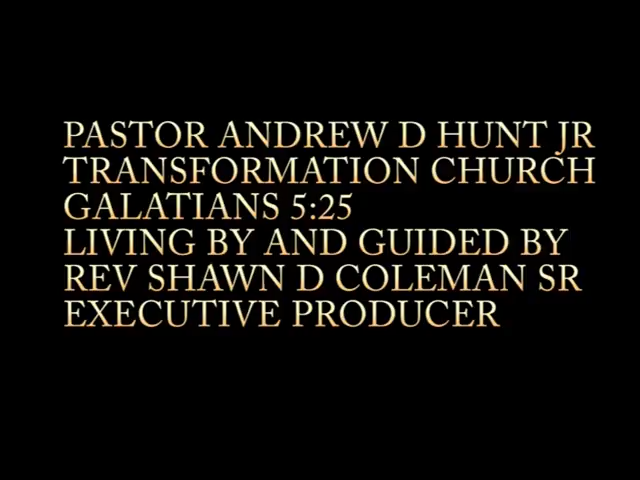 PASTOR ANDREW D HUNT JR
TRANSFORMATION CHURCH
GALATIANS 5:25
LIVING BY AND GUIDED BY
REV SHAWN D COLEMAN SR
EXECUTIVE PRODUCER